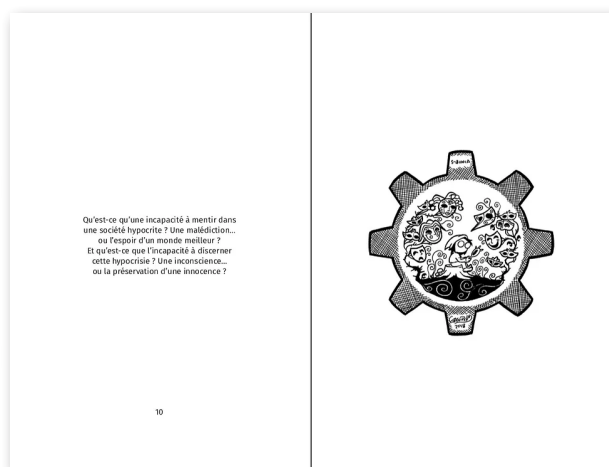 Qu'est-ce qu'une incapacité à mentir dans
une société hypocrite ? Une malédiction...
ou l'espoir d'un monde meilleur ?
Et qu'est-ce que l'incapacité à discerner
cette hypocrisie ? Une inconscience...
ou la préservation d'une innocence ?
10
2018